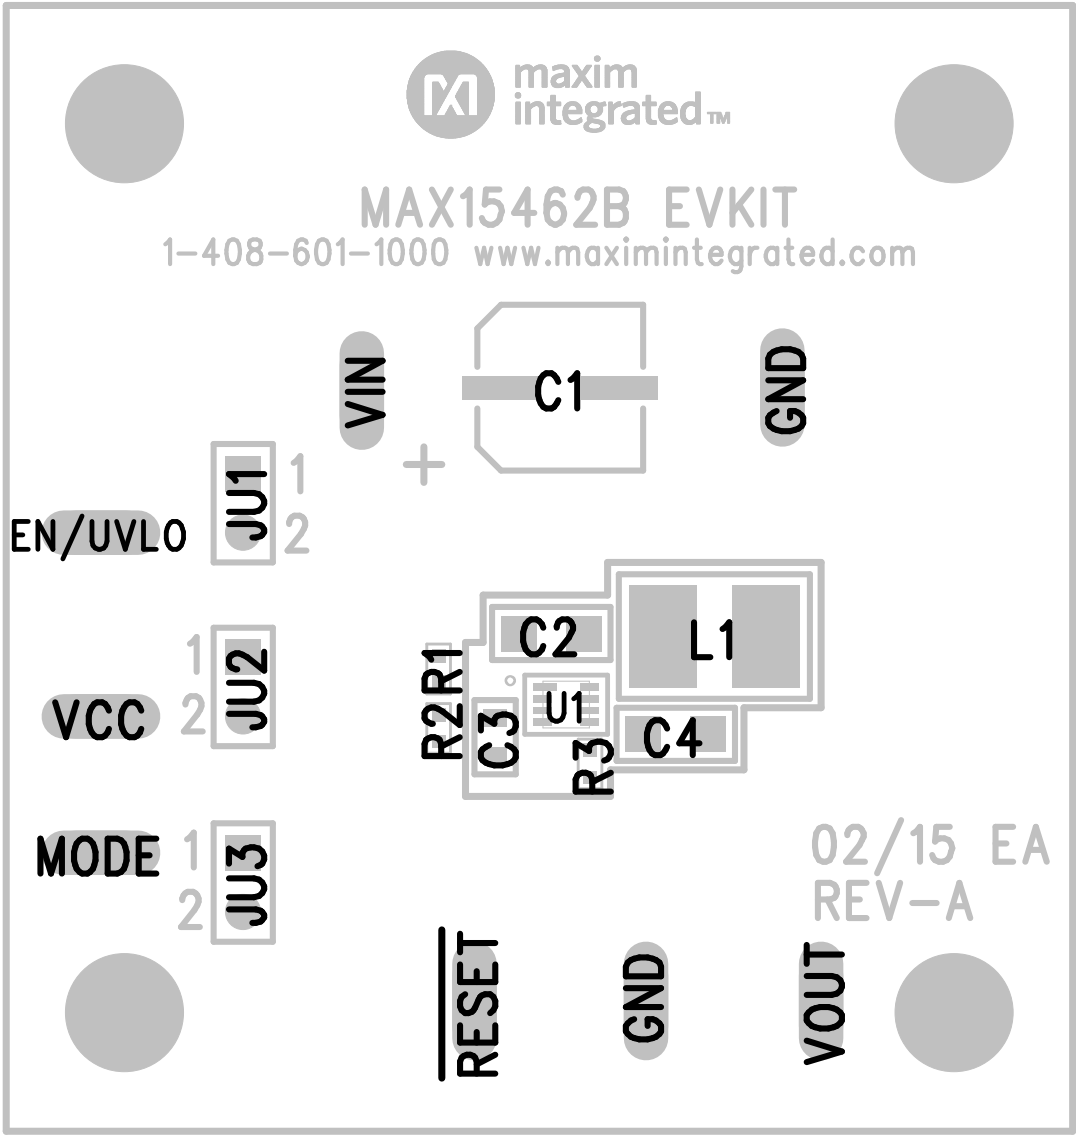 maxim
integrated™
MAX15462B EVKIT
1-408-601-1000 www.maximintegrated.com
VIN
C1
GND
+
JU1
1
2
EN/UVLO
C2
L1
R1
R2
U1
C3
C4
R3
1
2
JU2
VCC
MODE
1
2
JU3
02/15 EA
REV-A
RESET
GND
VOUT